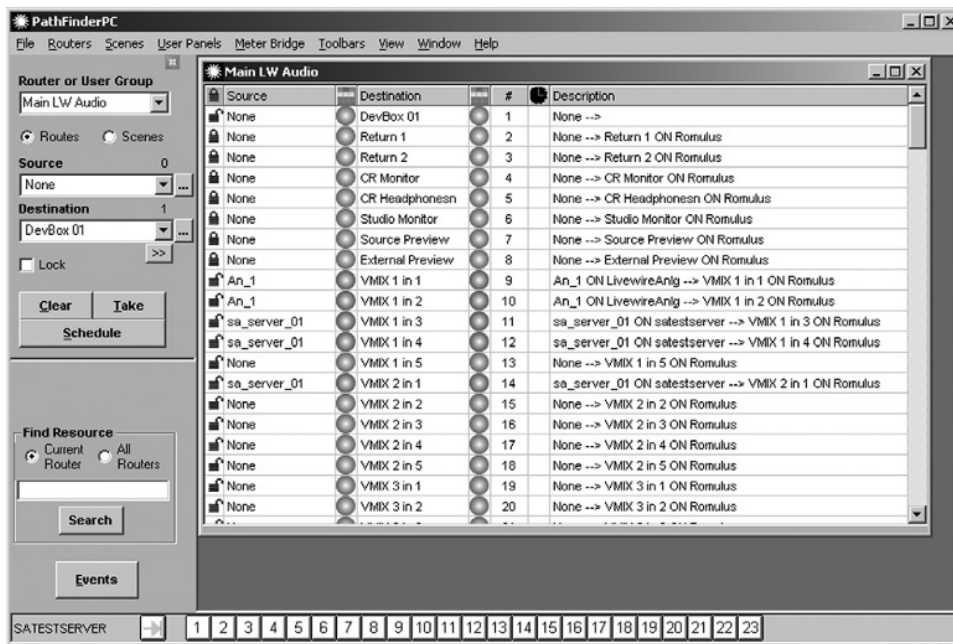 PathFinderPC
File Routers Scenes User Panels Meter Bridge Toolbars View Window Help
Router or User Group
Main LW Audio
Routes Scenes
Source 0
None
...
Destination 1
DevBox 01
...
>>
Lock
Clear Take
Schedule
Find Resource
Current Router All Routers
Search
Events
Main LW Audio
Source Destination # Description
None DevBox 01 1 None -->
None Return 1 2 None --> Return 1 ON Romulus
None Return 2 3 None --> Return 2 ON Romulus
None CR Monitor 4 None --> CR Monitor ON Romulus
None CR Headphonesn 5 None --> CR Headphonesn ON Romulus
None Studio Monitor 6 None --> Studio Monitor ON Romulus
None Source Preview 7 None --> Source Preview ON Romulus
None External Preview 8 None --> External Preview ON Romulus
An_1 VMIX 1 in 1 9 An_1 ON LivewireAnlg --> VMIX 1 in 1 ON Romulus
An_1 VMIX 1 in 2 10 An_1 ON LivewireAnlg --> VMIX 1 in 2 ON Romulus
sa_server_01 VMIX 1 in 3 11 sa_server_01 ON satestserver --> VMIX 1 in 3 ON Romulus
sa_server_01 VMIX 1 in 4 12 sa_server_01 ON satestserver --> VMIX 1 in 4 ON Romulus
None VMIX 1 in 5 13 None --> VMIX 1 in 5 ON Romulus
sa_server_01 VMIX 2 in 1 14 sa_server_01 ON satestserver --> VMIX 2 in 1 ON Romulus
None VMIX 2 in 2 15 None --> VMIX 2 in 2 ON Romulus
None VMIX 2 in 3 16 None --> VMIX 2 in 3 ON Romulus
None VMIX 2 in 4 17 None --> VMIX 2 in 4 ON Romulus
None VMIX 2 in 5 18 None --> VMIX 2 in 5 ON Romulus
None VMIX 3 in 1 19 None --> VMIX 3 in 1 ON Romulus
None VMIX 3 in 2 20 None --> VMIX 3 in 2 ON Romulus
SATESTSERVER 1 2 3 4 5 6 7 8 9 10 11 12 13 14 15 16 17 18 19 20 21 22 23